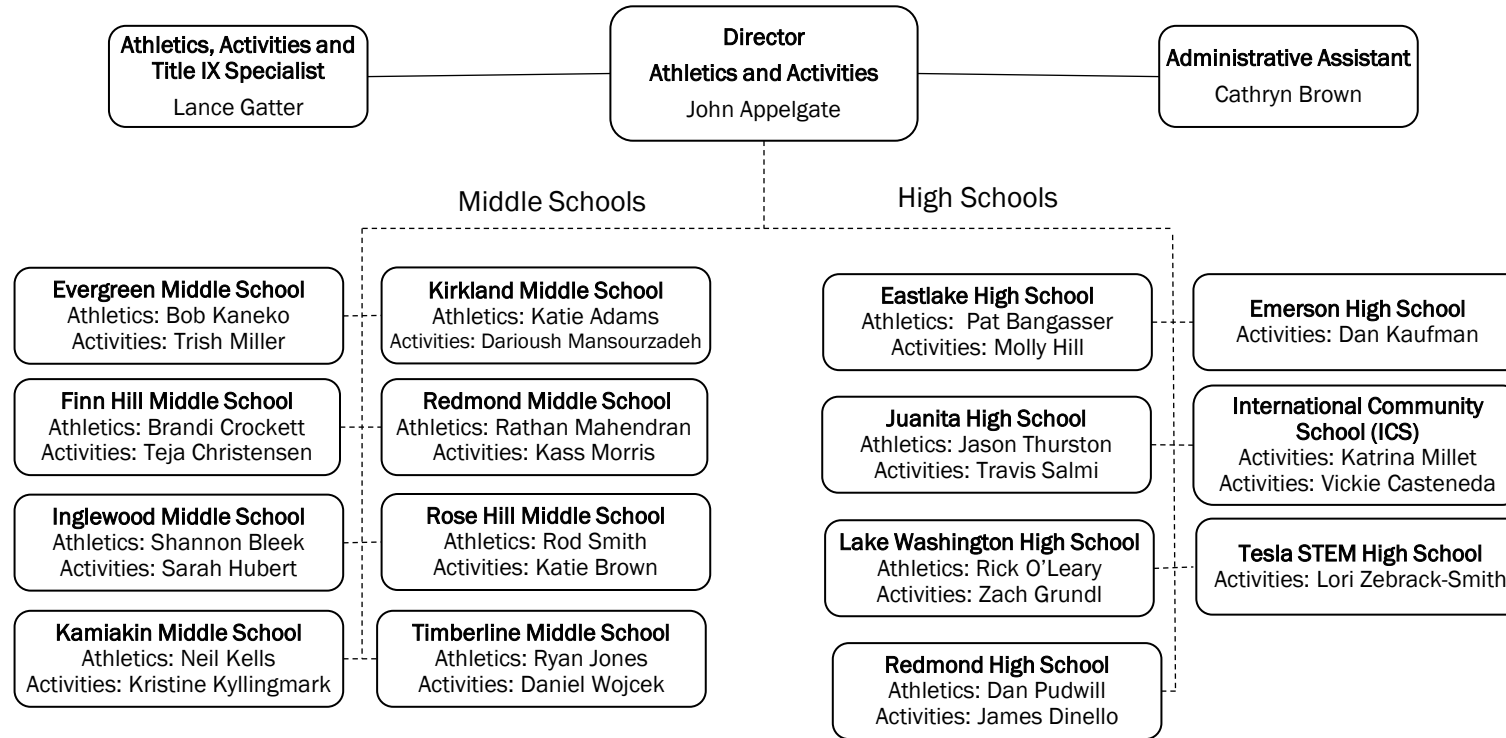 Athletics, Activities and
Title IX Specialist
Lance Gatter
Director
Athletics and Activities
John Appelgate
Administrative Assistant
Cathryn Brown
Middle Schools
High Schools
Evergreen Middle School
Athletics: Bob Kaneko
Activities: Trish Miller
Kirkland Middle School
Athletics: Katie Adams
Activities: Darioush Mansourzadeh
Finn Hill Middle School
Athletics: Brandi Crockett
Activities: Teja Christensen
Redmond Middle School
Athletics: Rathan Mahendran
Activities: Kass Morris
Inglewood Middle School
Athletics: Shannon Bleek
Activities: Sarah Hubert
Rose Hill Middle School
Athletics: Rod Smith
Activities: Katie Brown
Kamiakin Middle School
Athletics: Neil Kells
Activities: Kristine Kyllingmark
Timberline Middle School
Athletics: Ryan Jones
Activities: Daniel Wojcek
Eastlake High School
Athletics: Pat Bangasser
Activities: Molly Hill
Emerson High School
Activities: Dan Kaufman
Juanita High School
Athletics: Jason Thurston
Activities: Travis Salmi
International Community
School (ICS)
Activities: Katrina Millet
Activities: Vickie Casteneda
Lake Washington High School
Athletics: Rick O’Leary
Activities: Zach Grundl
Tesla STEM High School
Activities: Lori Zebrack-Smith
Redmond High School
Athletics: Dan Pudwill
Activities: James Dinello